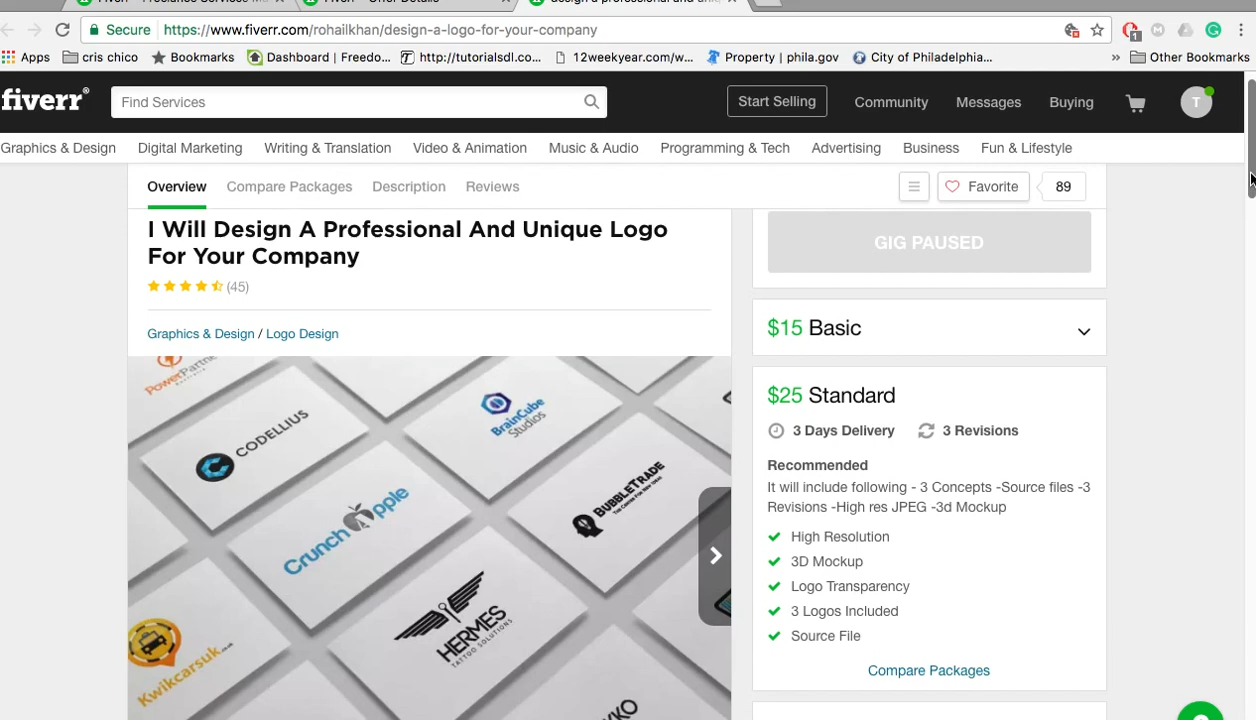 Secure https://www.fiverr.com/rohailkhan/design-a-logo-for-your-company
1
Apps cris chico Bookmarks Dashboard | Freedo... http://tutorialsdl.co... 12weekyear.com/w... Property | phila.gov City of Philadelphia... » Other Bookmarks
fiverr® Find Services Start Selling Community Messages Buying T
Graphics & Design Digital Marketing Writing & Translation Video & Animation Music & Audio Programming & Tech Advertising Business Fun & Lifestyle
Overview Compare Packages Description Reviews Favorite 89
I Will Design A Professional And Unique Logo
For Your Company
(45)
Graphics & Design / Logo Design
CODELLIUS
BrainCube
Studios
Crunch Apple
BUBBLETRADE
HERMES
TATTOO SOLUTIONS
Kwikcarsuk
GIG PAUSED
$15 Basic
$25 Standard
3 Days Delivery 3 Revisions
Recommended
It will include following - 3 Concepts -Source files -3
Revisions -High res JPEG -3d Mockup
High Resolution
3D Mockup
Logo Transparency
3 Logos Included
Source File
Compare Packages